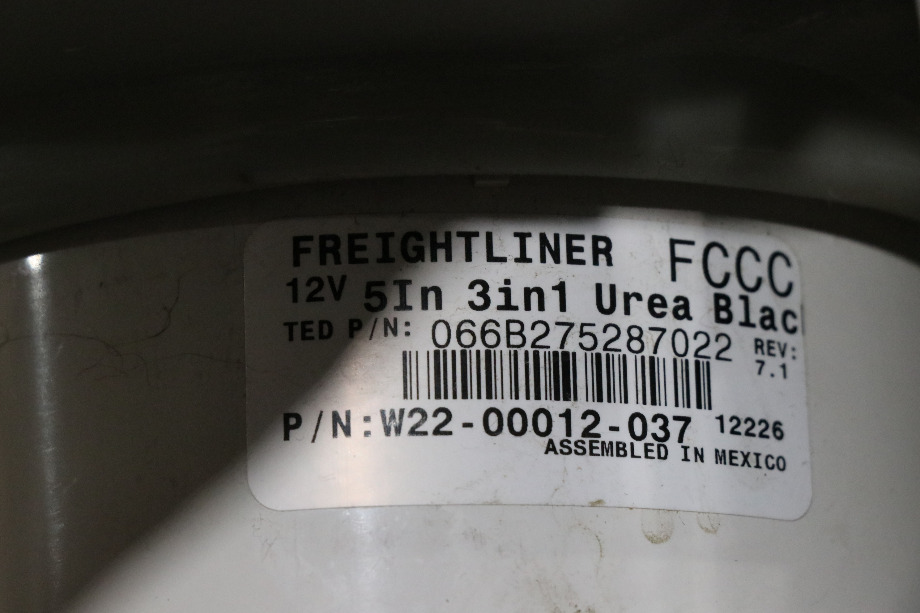 FREIGHTLINER FCCC
12V 5In 3in1 Urea Blac
TED P/N: 066B275287022 REV: 7.1
P/N:W22-00012-037 12226
ASSEMBLED IN MEXICO